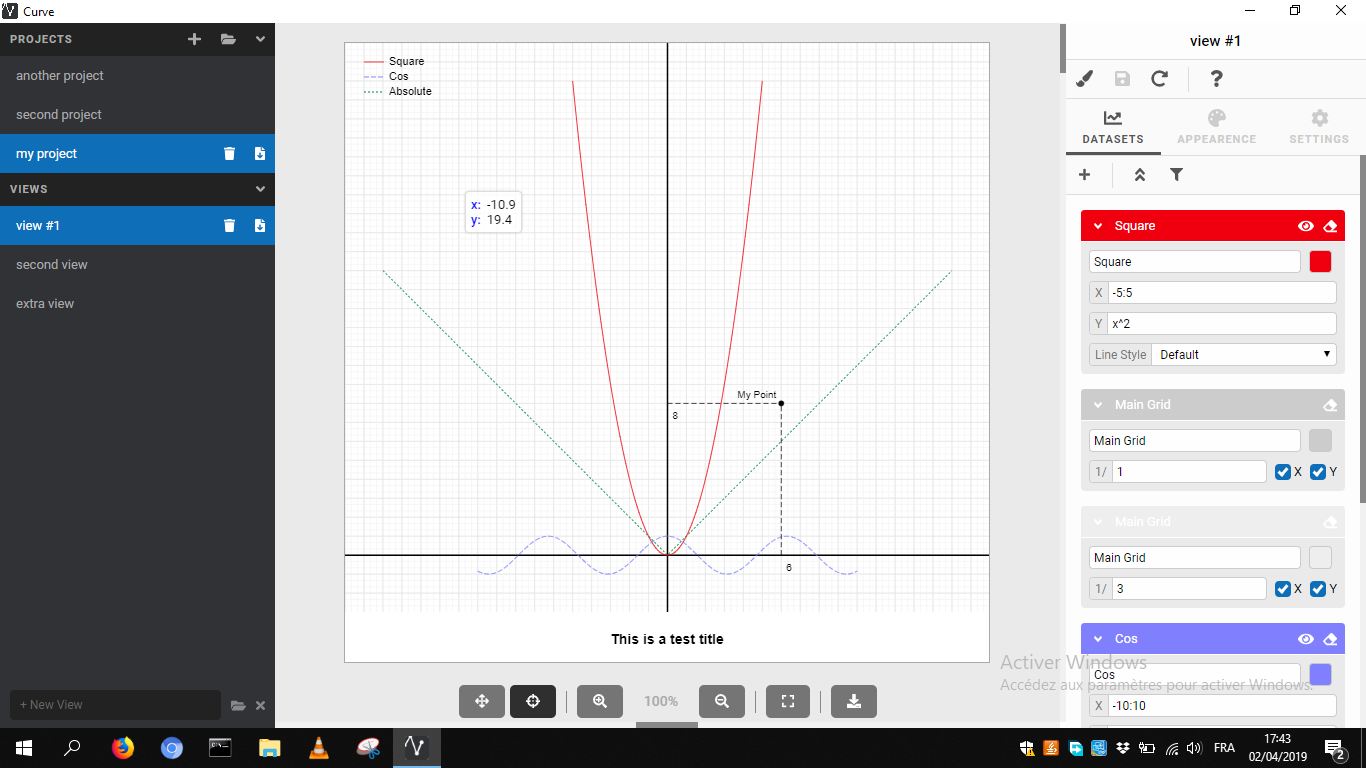 Curve
PROJECTS
another project
second project
my project
VIEWS
view #1
second view
extra view
+ New View
Square
Cos
Absolute
x: -10.9
y: 19.4
My Point
8
6
This is a test title
100%
view #1
?
DATASETS
APPEARENCE
SETTINGS
+
Square
Square
X -5:5
Y x^2
Line Style Default
Main Grid
Main Grid
1/ 1 X Y
Main Grid
Main Grid
1/ 3 X Y
Cos
Cos
X -10:10
Activer Windows
Accédez aux paramètres pour activer Windows.
FRA
17:43
02/04/2019
2